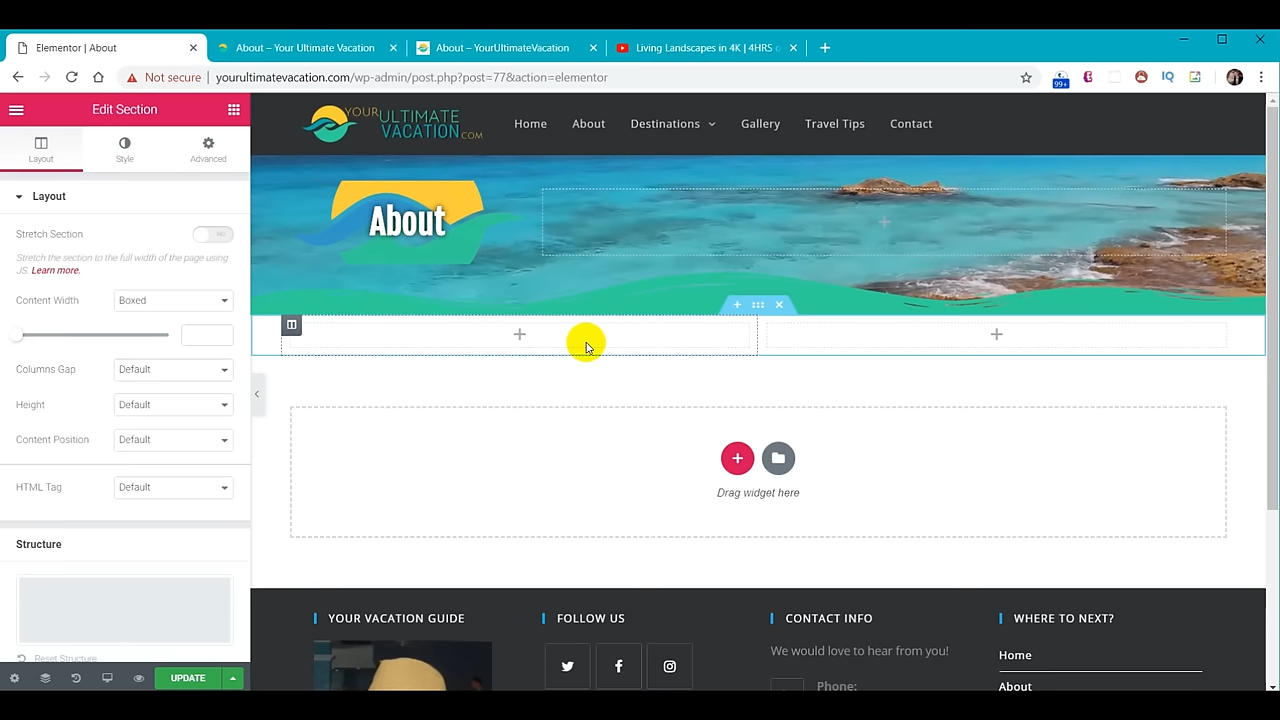 Elementor | About
About – Your Ultimate Vacation
About – YourUltimateVacation
Living Landscapes in 4K | 4HRS
Not secure
yourultimatevacation.com/wp-admin/post.php?post=77&action=elementor
99+
IQ
Edit Section
YOUR ULTIMATE
VACATION.COM
Home
About
Destinations
Gallery
Travel Tips
Contact
Layout
Style
Advanced
Layout
Stretch Section
NO
Stretch the section to the full width of the page using
JS. Learn more.
Content Width
Boxed
Columns Gap
Default
Height
Default
Content Position
Default
HTML Tag
Default
Structure
Reset Structure
UPDATE
About
Drag widget here
YOUR VACATION GUIDE
FOLLOW US
CONTACT INFO
We would love to hear from you!
Phone:
WHERE TO NEXT?
Home
About